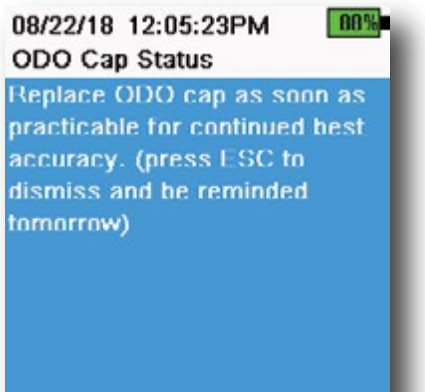 08/22/18 12:05:23PM
ODO Cap Status
Replace ODO cap as soon as
practicable for continued best
accuracy. (press ESC to
dismiss and be reminded
tomorrow)